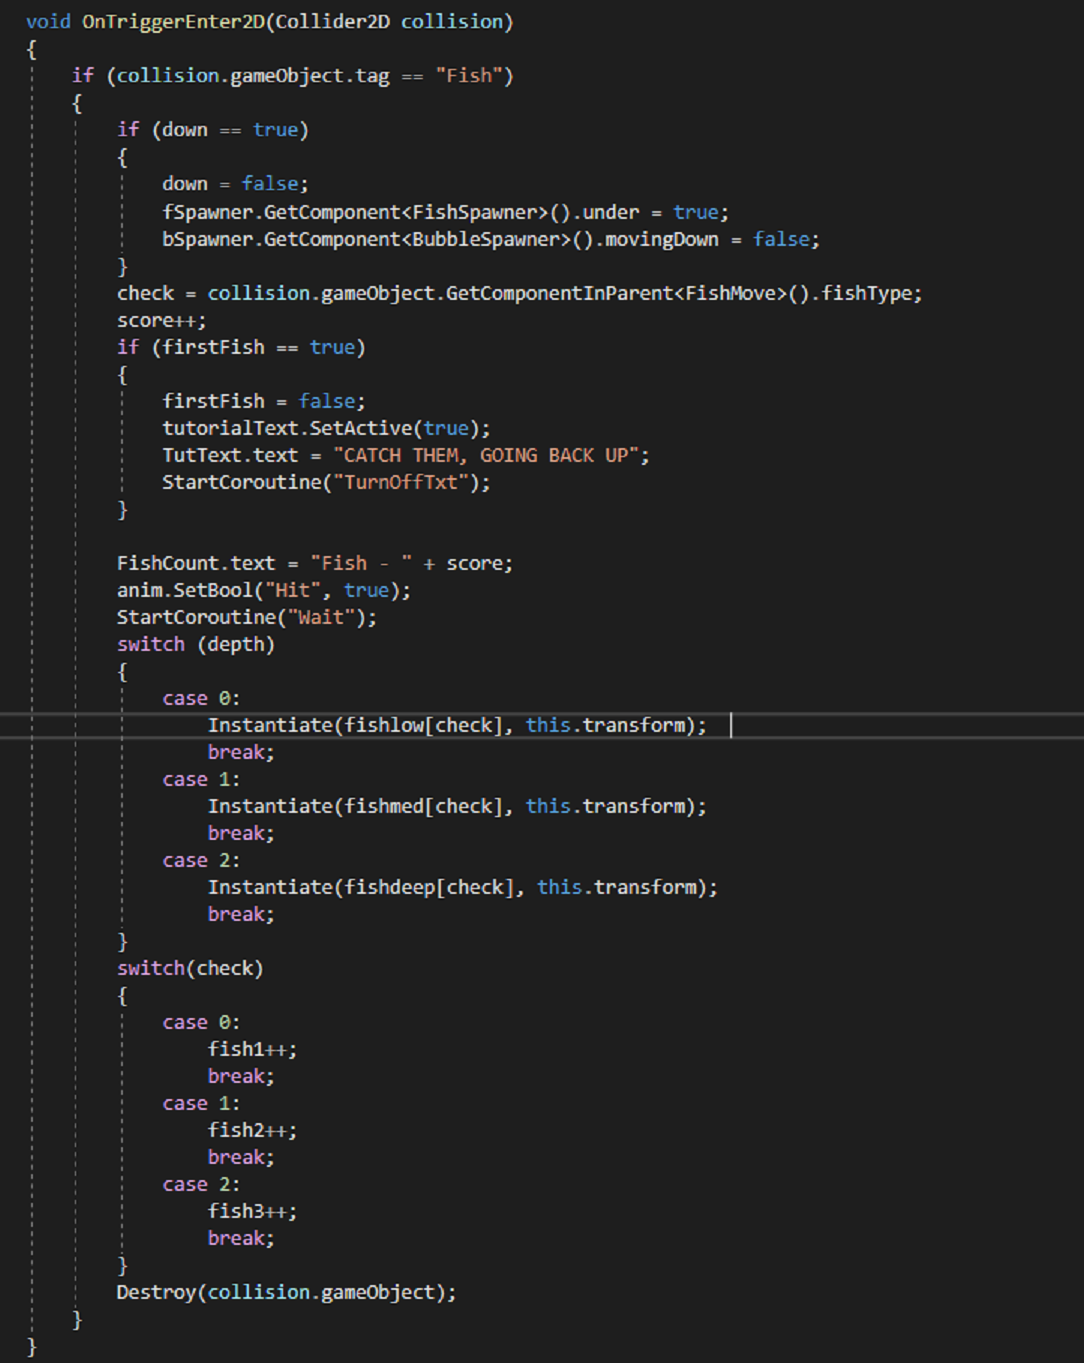 void OnTriggerEnter2D(Collider2D collision)
{
if (collision.gameObject.tag == "Fish")
{
if (down == true)
{
down = false;
fSpawner.GetComponent<FishSpawner>().under = true;
bSpawner.GetComponent<BubbleSpawner>().movingDown = false;
}
check = collision.gameObject.GetComponentInParent<FishMove>().fishType;
score++;
if (firstFish == true)
{
firstFish = false;
tutorialText.SetActive(true);
TutText.text = "CATCH THEM, GOING BACK UP";
StartCoroutine("TurnOffTxt");
}
FishCount.text = "Fish - " + score;
anim.SetBool("Hit", true);
StartCoroutine("Wait");
switch (depth)
{
case 0:
Instantiate(fishlow[check], this.transform);
break;
case 1:
Instantiate(fishmed[check], this.transform);
break;
case 2:
Instantiate(fishdeep[check], this.transform);
break;
}
switch(check)
{
case 0:
fish1++;
break;
case 1:
fish2++;
break;
case 2:
fish3++;
break;
}
Destroy(collision.gameObject);
}
}